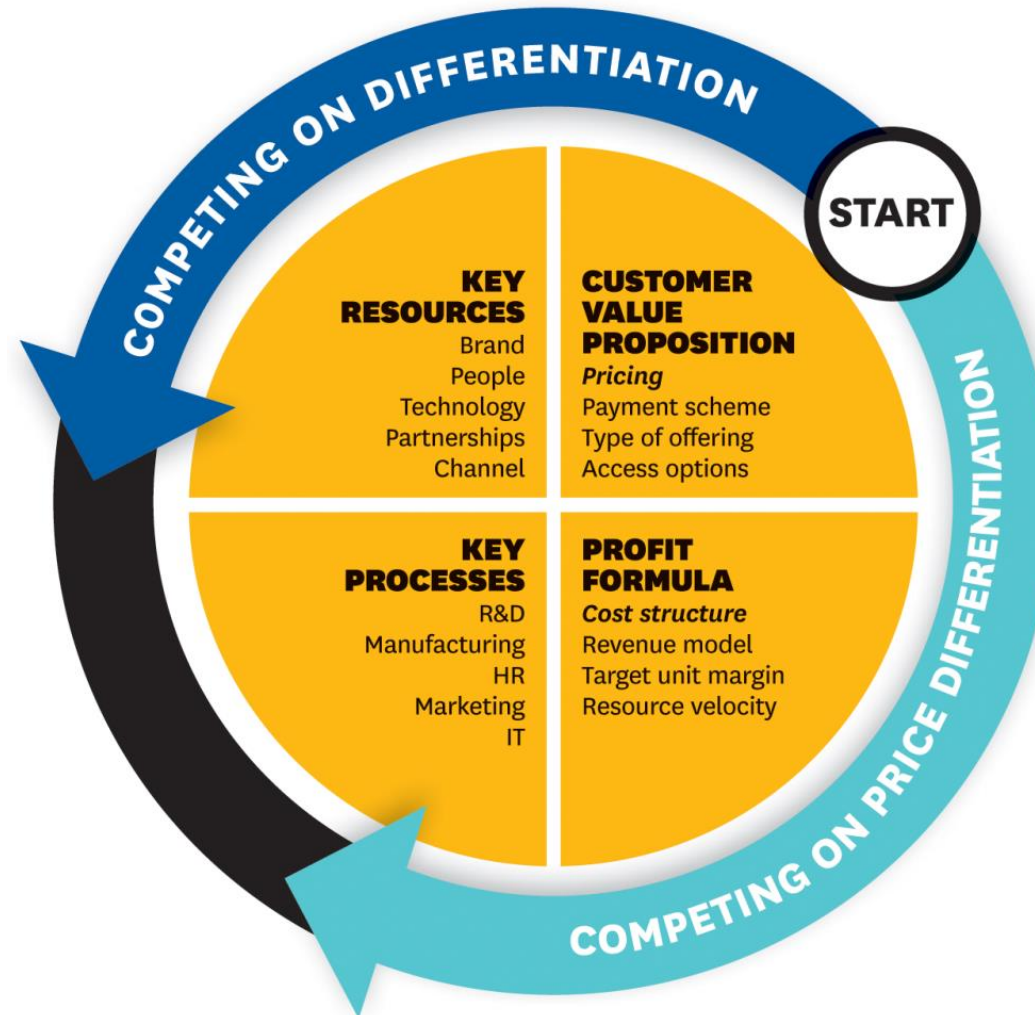 COMPETING ON DIFFERENTIATION
START
KEY
RESOURCES
Brand
People
Technology
Partnerships
Channel
CUSTOMER
VALUE
PROPOSITION
Pricing
Payment scheme
Type of offering
Access options
KEY
PROCESSES
R&D
Manufacturing
HR
Marketing
IT
PROFIT
FORMULA
Cost structure
Revenue model
Target unit margin
Resource velocity
COMPETING ON PRICE DIFFERENTIATION